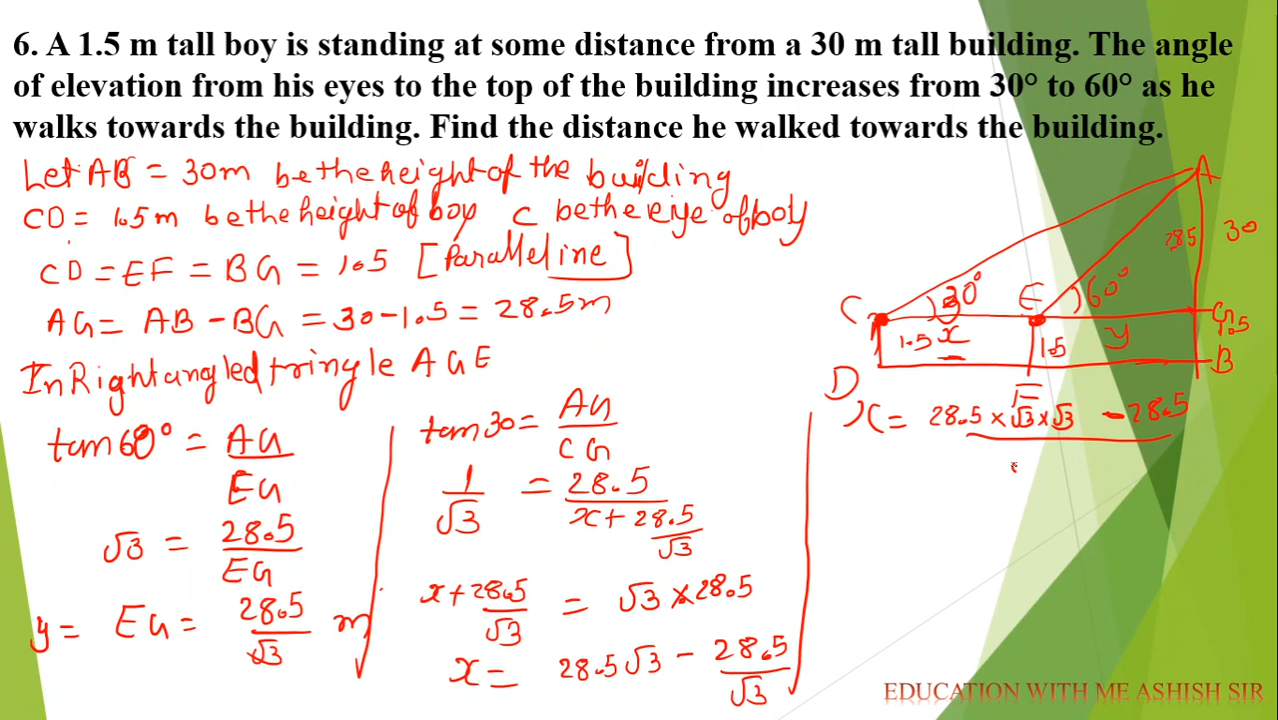 6. A 1.5 m tall boy is standing at some distance from a 30 m tall building. The angle
of elevation from his eyes to the top of the building increases from 30° to 60° as he
walks towards the building. Find the distance he walked towards the building.
Let AB = 30m be the height of the building
CD = 1.5m be the height of boy C be the eye of boy
CD = EF = BG = 1.5 [Parallel line]
AG = AB - BG = 30-1.5 = 28.5m
In Right angled tringle AGE
tan 60° = AG / EG
√3 = 28.5 / EG
y = EG = 28.5 / √3 m
tan 30 = AG / CG
1 / √3 = 28.5 / x + 28.5 / √3
x + 28.5 / √3 = √3 × 28.5
x = 28.5√3 - 28.5 / √3
A
28.5
30
C
30°
E
60°
G
1.5
1.5
x
1.5
y
B
D
F
x = 28.5 × √3 × √3 - 28.5
EDUCATION WITH ME ASHISH SIR